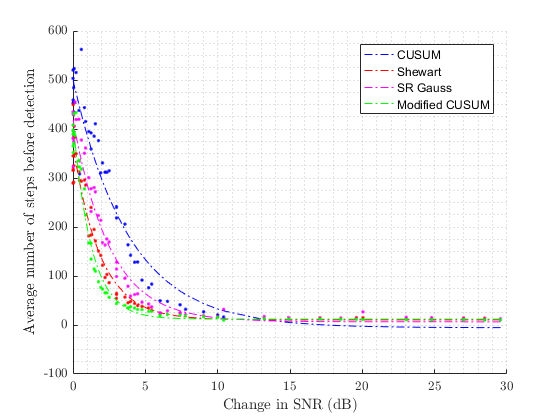 600
500
400
300
200
100
0
-100
0 5 10 15 20 25 30
Average number of steps before detection
Change in SNR (dB)
CUSUM
Shewart
SR Gauss
Modified CUSUM